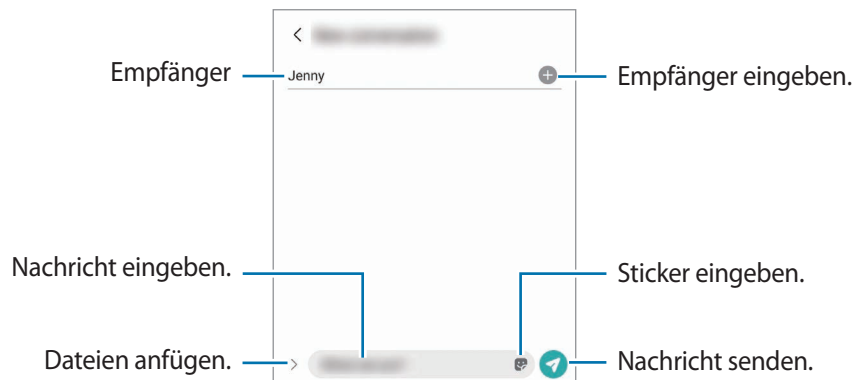 Empfänger
Jenny
Empfänger eingeben.
Nachricht eingeben.
Sticker eingeben.
Dateien anfügen.
Nachricht senden.